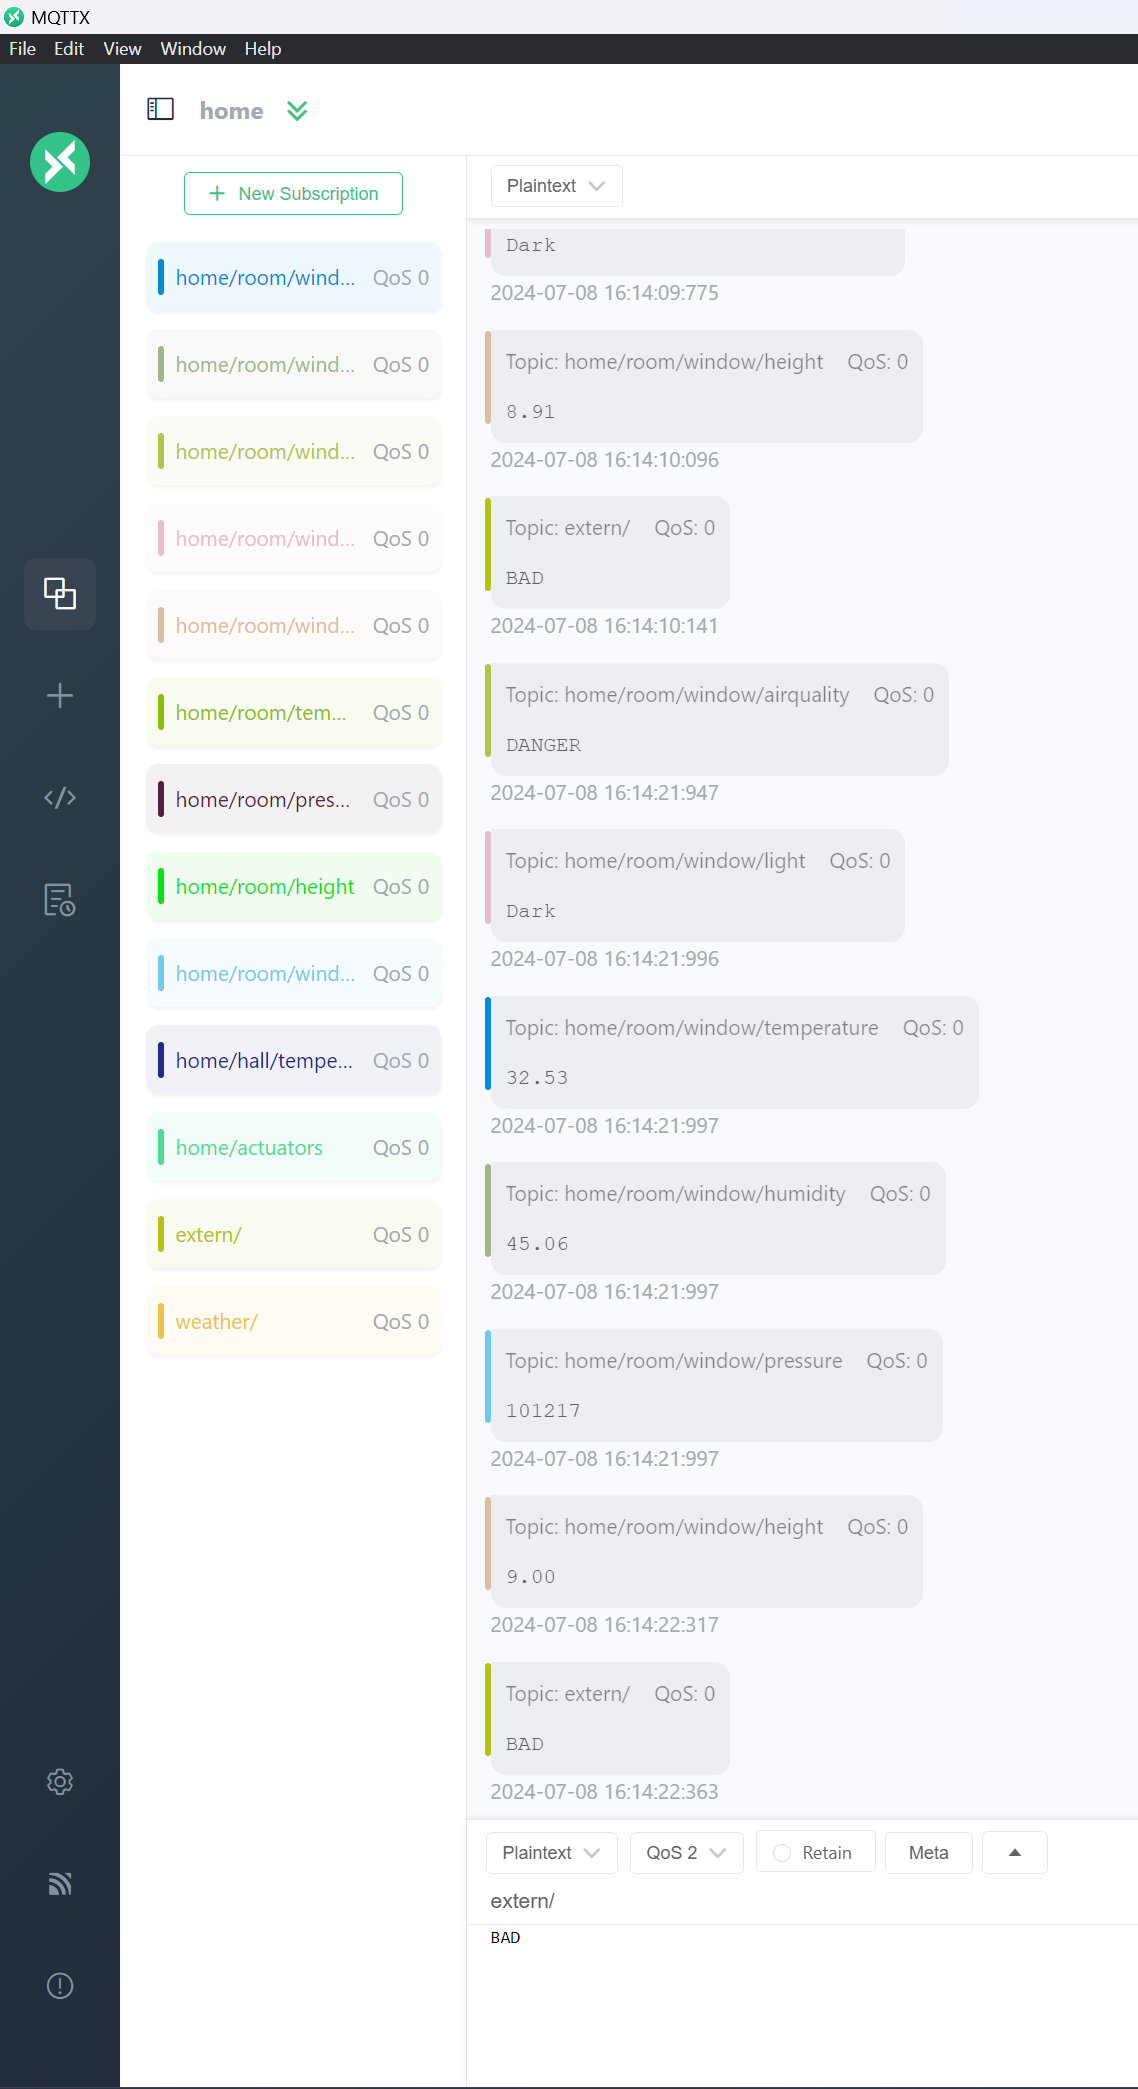 MQTTX
File Edit View Window Help
home
New Subscription
home/room/wind... QoS 0
home/room/wind... QoS 0
home/room/wind... QoS 0
home/room/wind... QoS 0
home/room/wind... QoS 0
home/room/tem... QoS 0
home/room/pres... QoS 0
home/room/height QoS 0
home/room/wind... QoS 0
home/hall/tempe... QoS 0
home/actuators QoS 0
extern/ QoS 0
weather/ QoS 0
Plaintext
Dark
2024-07-08 16:14:09:775
Topic: home/room/window/height QoS: 0
8.91
2024-07-08 16:14:10:096
Topic: extern/ QoS: 0
BAD
2024-07-08 16:14:10:141
Topic: home/room/window/airquality QoS: 0
DANGER
2024-07-08 16:14:21:947
Topic: home/room/window/light QoS: 0
Dark
2024-07-08 16:14:21:996
Topic: home/room/window/temperature QoS: 0
32.53
2024-07-08 16:14:21:997
Topic: home/room/window/humidity QoS: 0
45.06
2024-07-08 16:14:21:997
Topic: home/room/window/pressure QoS: 0
101217
2024-07-08 16:14:21:997
Topic: home/room/window/height QoS: 0
9.00
2024-07-08 16:14:22:317
Topic: extern/ QoS: 0
BAD
2024-07-08 16:14:22:363
Plaintext QoS 2 Retain Meta
extern/
BAD